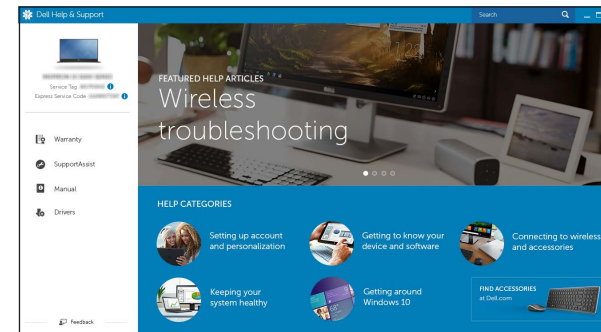 Dell Help & Support
Search
Service Tag
Express Service Code
Warranty
SupportAssist
Manual
Drivers
Feedback
FEATURED HELP ARTICLES
Wireless
troubleshooting
HELP CATEGORIES
Setting up account
and personalization
Getting to know your
device and software
Connecting to wireless
and accessories
Keeping your
system healthy
Getting around
Windows 10
FIND ACCESSORIES
at Dell.com